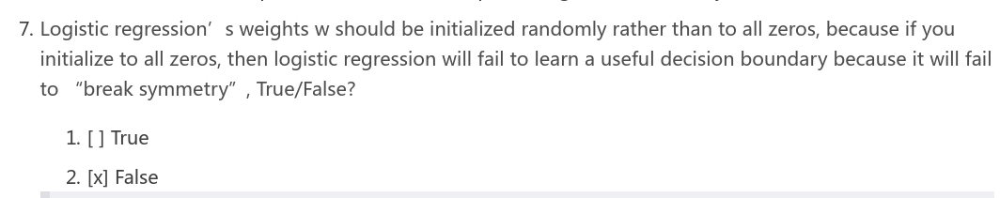 7. Logistic regression’s weights w should be initialized randomly rather than to all zeros, because if you
initialize to all zeros, then logistic regression will fail to learn a useful decision boundary because it will fail
to “break symmetry”, True/False?
1. [ ] True
2. [x] False